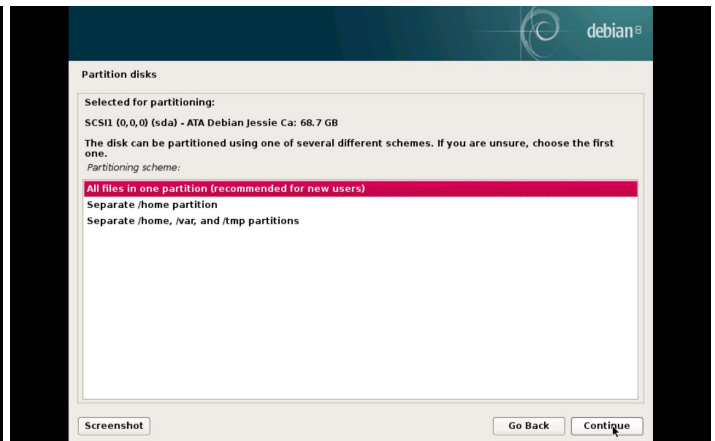 debian 8
Partition disks
Selected for partitioning:
SCSI1 (0,0,0) (sda) - ATA Debian Jessie Ca: 68.7 GB
The disk can be partitioned using one of several different schemes. If you are unsure, choose the first
one.
Partitioning scheme:
All files in one partition (recommended for new users)
Separate /home partition
Separate /home, /var, and /tmp partitions
Screenshot
Go Back
Continue